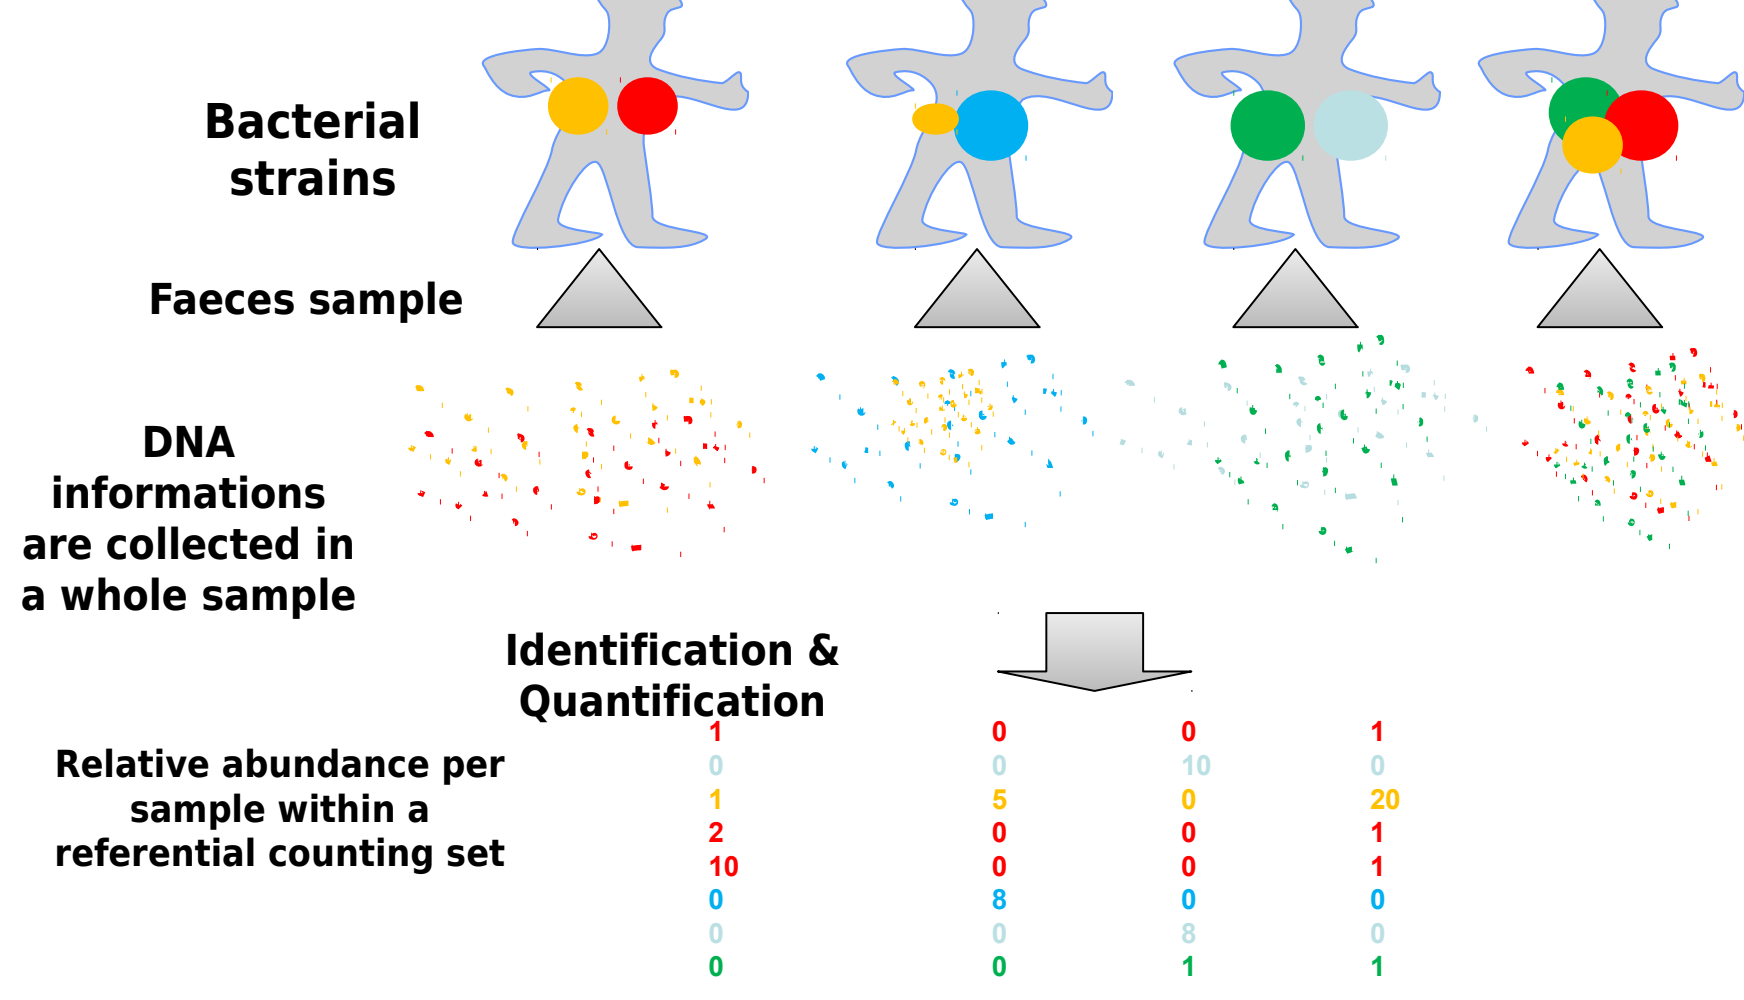 Bacterial
strains
Faeces sample
DNA
informations
are collected in
a whole sample
Identification &
Quantification
Relative abundance per
sample within a
referential counting set
1 0 0 1
0 0 10 0
1 5 0 20
2 0 0 1
10 0 0 1
0 8 0 0
0 0 8 0
0 0 1 1